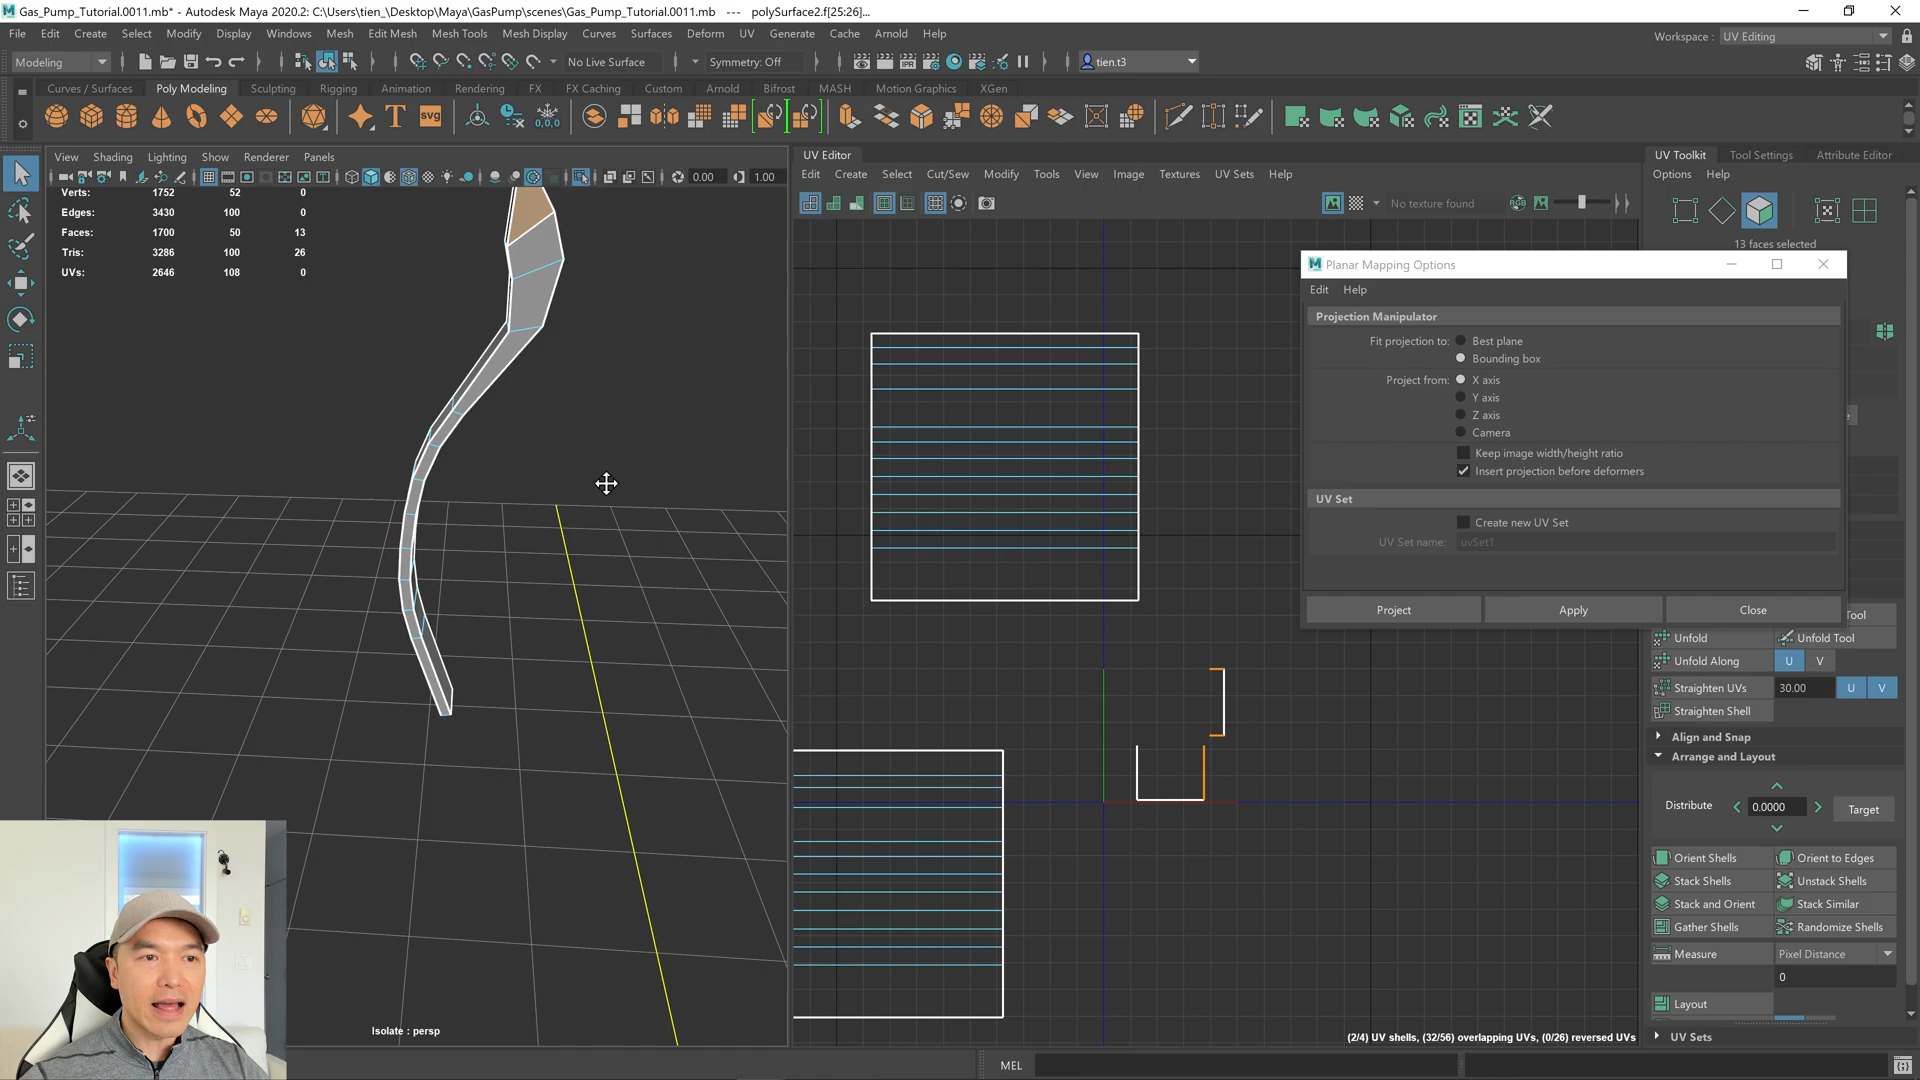 Gas_Pump_Tutorial.0011.mb* - Autodesk Maya 2020.2: C:\Users\tien_\Desktop\Maya\GasPump\scenes\Gas_Pump_Tutorial.0011.mb --- polySurface2.f[25:26]...
File Edit Create Select Modify Display Windows Mesh Edit Mesh Mesh Tools Mesh Display Curves Surfaces Deform UV Generate Cache Arnold Help
Workspace : UV Editing
Modeling No Live Surface Symmetry: Off tien.t3
Curves / Surfaces Poly Modeling Sculpting Rigging Animation Rendering FX FX Caching Custom Arnold Bifrost MASH Motion Graphics XGen
View Shading Lighting Show Renderer Panels
0.00 1.00
Verts: 1752 52 0
Edges: 3430 100 0
Faces: 1700 50 13
Tris: 3286 100 26
UVs: 2646 108 0
Isolate : persp
UV Editor
Edit Create Select Cut/Sew Modify Tools View Image Textures UV Sets Help
No texture found
(2/4) UV shells, (32/56) overlapping UVs, (0/26) reversed UVs
Planar Mapping Options
Edit Help
Projection Manipulator
Fit projection to: Best plane
Bounding box
Project from: X axis
Y axis
Z axis
Camera
Keep image width/height ratio
Insert projection before deformers
UV Set
Create new UV Set
UV Set name: uvSet1
Project Apply Close
UV Toolkit Tool Settings Attribute Editor
Options Help
13 faces selected
Tool
Unfold Unfold Tool
Unfold Along U V
Straighten UVs 30.00 U V
Straighten Shell
Align and Snap
Arrange and Layout
Distribute 0.0000 Target
Orient Shells Orient to Edges
Stack Shells Unstack Shells
Stack and Orient Stack Similar
Gather Shells Randomize Shells
Measure Pixel Distance
0
Layout
UV Sets
MEL